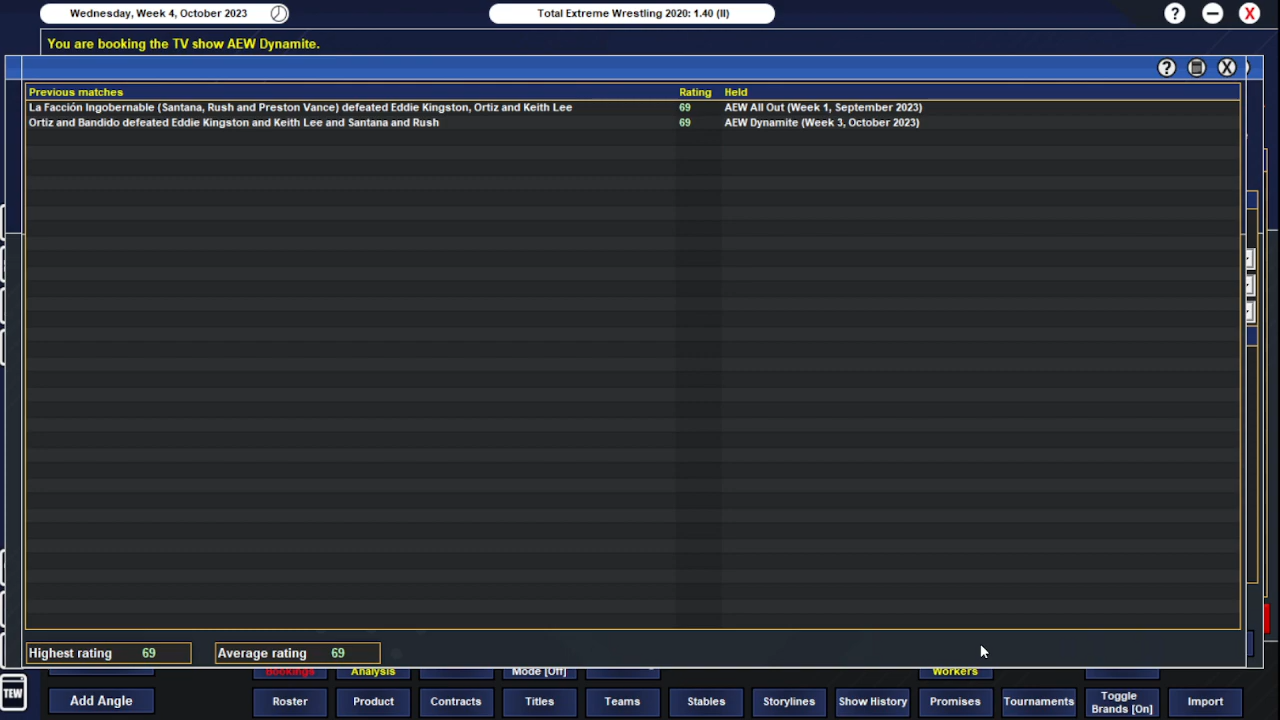 Wednesday, Week 4, October 2023
Total Extreme Wrestling 2020: 1.40 (II)
? X
You are booking the TV show AEW Dynamite.
? X
Previous matches Rating Held
La Facción Ingobernable (Santana, Rush and Preston Vance) defeated Eddie Kingston, Ortiz and Keith Lee 69 AEW All Out (Week 1, September 2023)
Ortiz and Bandido defeated Eddie Kingston and Keith Lee and Santana and Rush 69 AEW Dynamite (Week 3, October 2023)
Highest rating 69 Average rating 69
Bookings Analysis Mode [Off] Workers
TEW Add Angle Roster Product Contracts Titles Teams Stables Storylines Show History Promises Tournaments Toggle Brands [On] Import